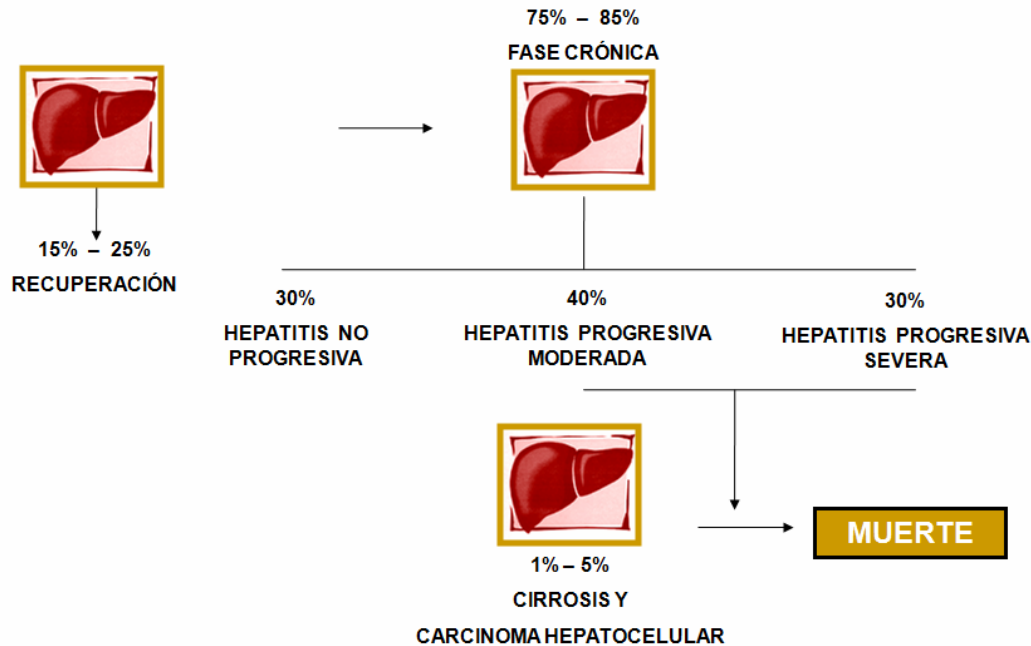 75% – 85%
FASE CRÓNICA
15% – 25%
RECUPERACIÓN
30%
HEPATITIS NO
PROGRESIVA
40%
HEPATITIS PROGRESIVA
MODERADA
30%
HEPATITIS PROGRESIVA
SEVERA
MUERTE
1% – 5%
CIRROSIS Y
CARCINOMA HEPATOCELULAR